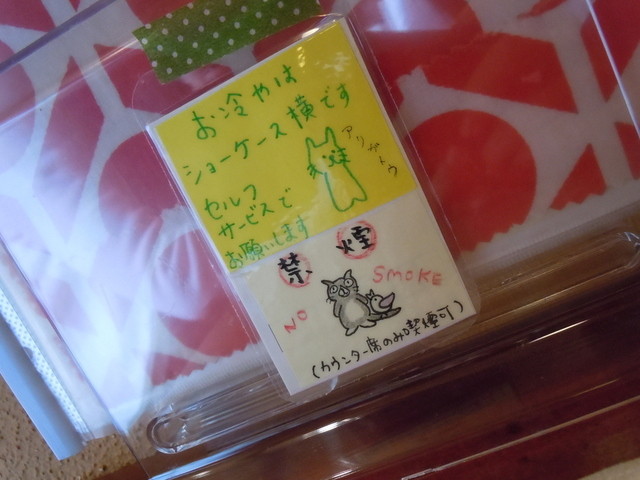 お冷やは
ショーケース横です
アリガトウ
セルフ
サービスで
お願いします
禁煙
NO SMOKE
(カウンター席のみ喫煙可)